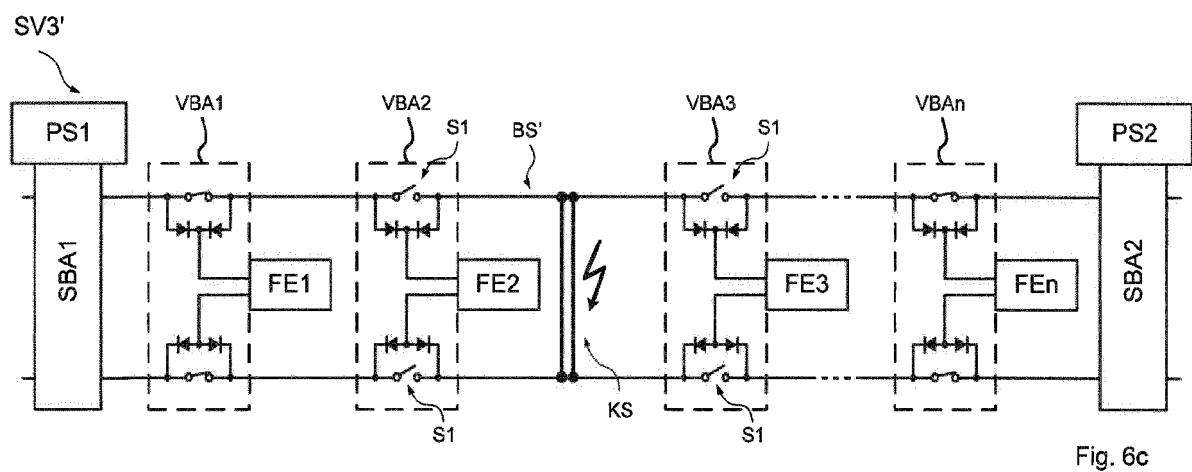 SV3'
PS1
VBA1
VBA2
S1
BS'
VBA3
S1
VBAn
PS2
SBA1
FE1
FE2
FE3
FEn
SBA2
S1
KS
S1
Fig. 6c